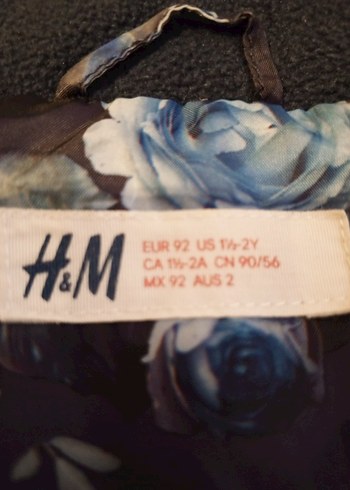 H&M
EUR 92 US 1½-2Y
CA 1½-2A CN 90/56
MX 92 AUS 2